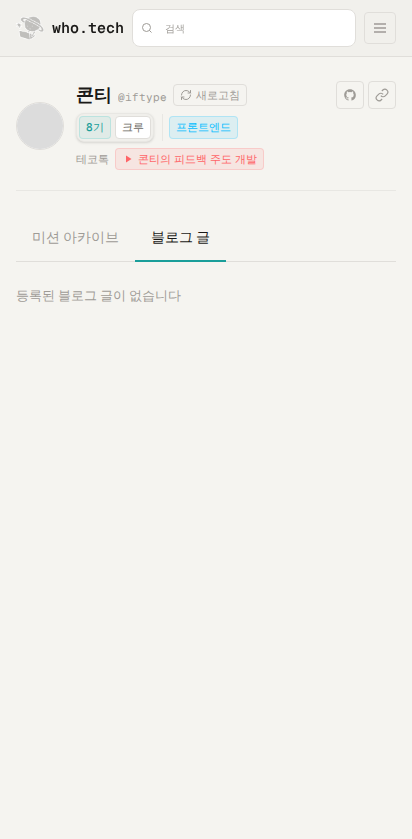 who.tech
검색
콘티 @iftype 새로고침
8기 크루 프론트엔드
테코톡 콘티의 피드백 주도 개발
미션 아카이브 블로그 글
등록된 블로그 글이 없습니다